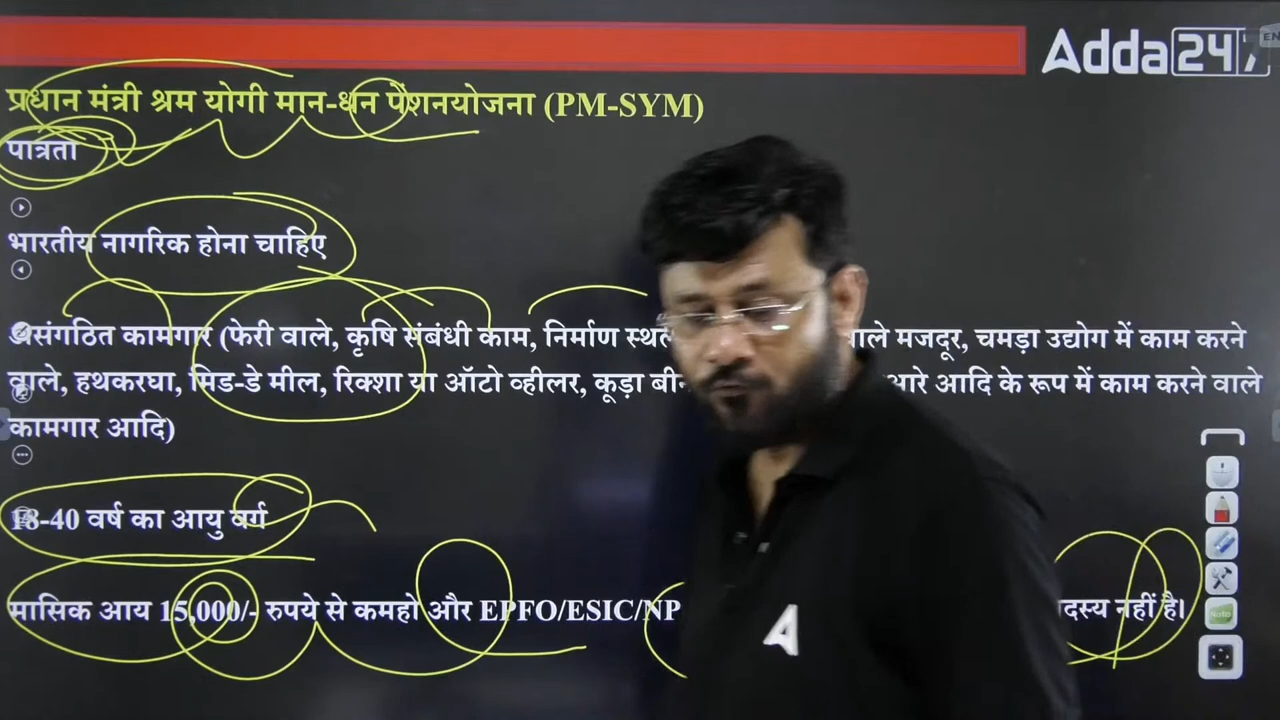 Adda247
प्रधान मंत्री श्रम योगी मान-धन पेंशनयोजना (PM-SYM)
पात्रता
भारतीय नागरिक होना चाहिए
असंगठित कामगार (फेरी वाले, कृषि संबंधी काम, निर्माण मजदूर, चमड़ा उद्योग में काम करने
वाले, हथकरघा, मिड-डे मील, रिक्शा या ऑटो व्हीलर, कूड़ा आदि के रूप में काम करने वाले
कामगार आदि)
18-40 वर्ष का आयु वर्ग
मासिक आय 15,000/- रुपये से कमहो और EPFO/ESIC/NP नहीं है।